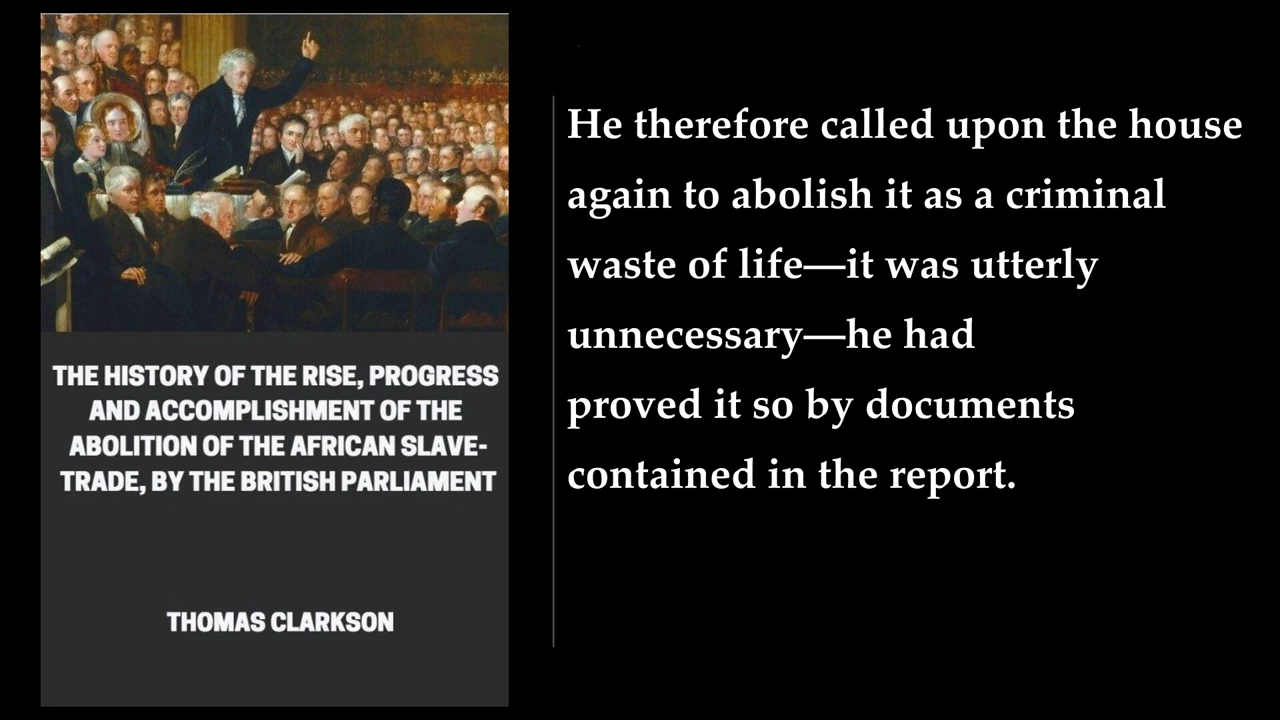 THE HISTORY OF THE RISE, PROGRESS
AND ACCOMPLISHMENT OF THE
ABOLITION OF THE AFRICAN SLAVE-
TRADE, BY THE BRITISH PARLIAMENT
THOMAS CLARKSON
He therefore called upon the house
again to abolish it as a criminal
waste of life—it was utterly
unnecessary—he had
proved it so by documents
contained in the report.